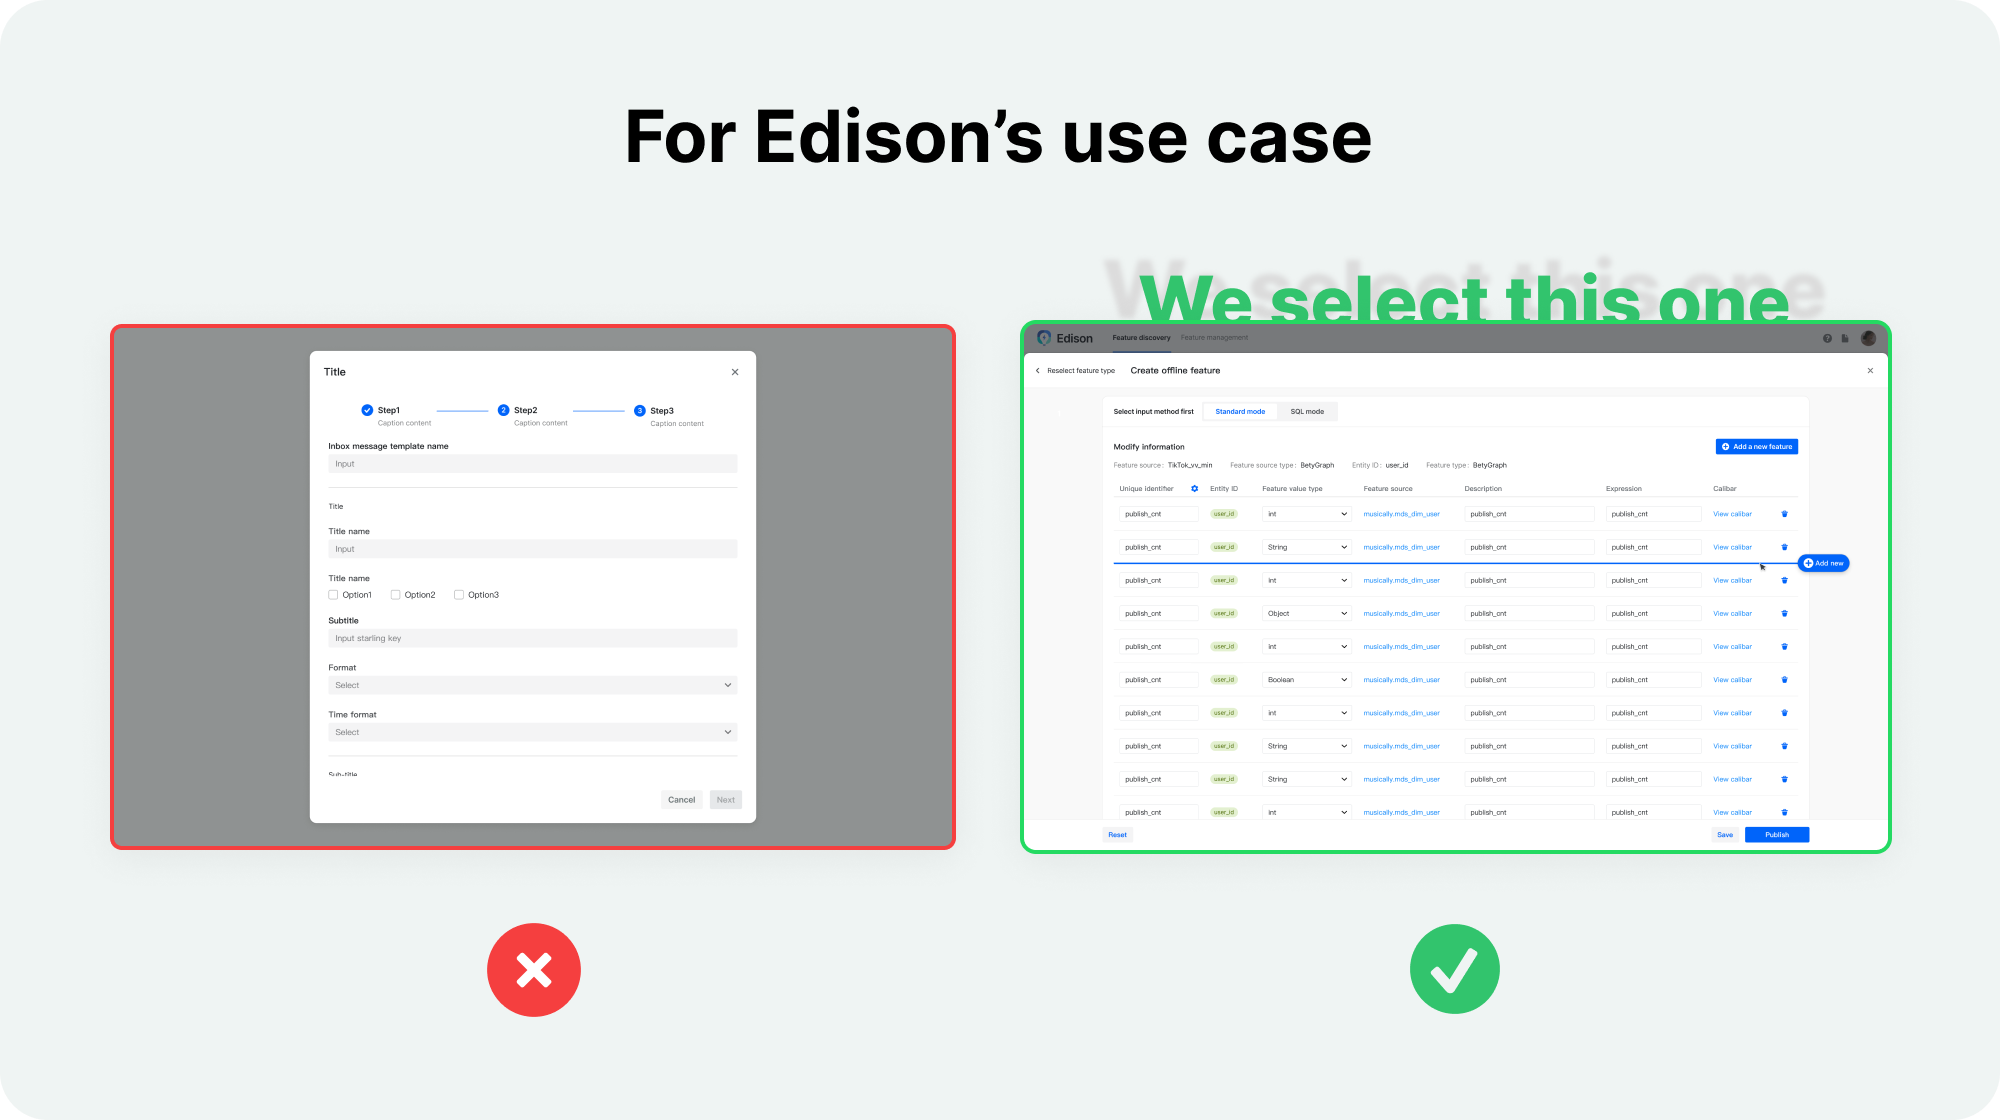 For Edison's use case
We select this one
Title
Step1
2 Step2
3 Step3
Caption content
Caption content
Caption content
Inbox message template name
Input
Title
Title name
Input
Title name
Option1 Option2 Option3
Subtitle
Input starling key
Format
Select
Time format
Select
Sub-title
Cancel Next
Edison Feature discovery Feature management
Reselect feature type Create offline feature
Select input method first Standard mode SQL mode
Modify information Add a new feature
Feature source: TikTok_vv_min Feature source type: BetyGraph Entity ID: user_id Feature type: BetyGraph
Unique identifier Entity ID Feature value type Feature source Description Expression Calibar
publish_cnt user_id int musically.mds_dim_user publish_cnt publish_cnt View calibar
publish_cnt user_id String musically.mds_dim_user publish_cnt publish_cnt View calibar
Add new
publish_cnt user_id int musically.mds_dim_user publish_cnt publish_cnt View calibar
publish_cnt user_id Object musically.mds_dim_user publish_cnt publish_cnt View calibar
publish_cnt user_id int musically.mds_dim_user publish_cnt publish_cnt View calibar
publish_cnt user_id Boolean musically.mds_dim_user publish_cnt publish_cnt View calibar
publish_cnt user_id int musically.mds_dim_user publish_cnt publish_cnt View calibar
publish_cnt user_id String musically.mds_dim_user publish_cnt publish_cnt View calibar
publish_cnt user_id String musically.mds_dim_user publish_cnt publish_cnt View calibar
publish_cnt user_id int musically.mds_dim_user publish_cnt publish_cnt View calibar
Reset Save Publish